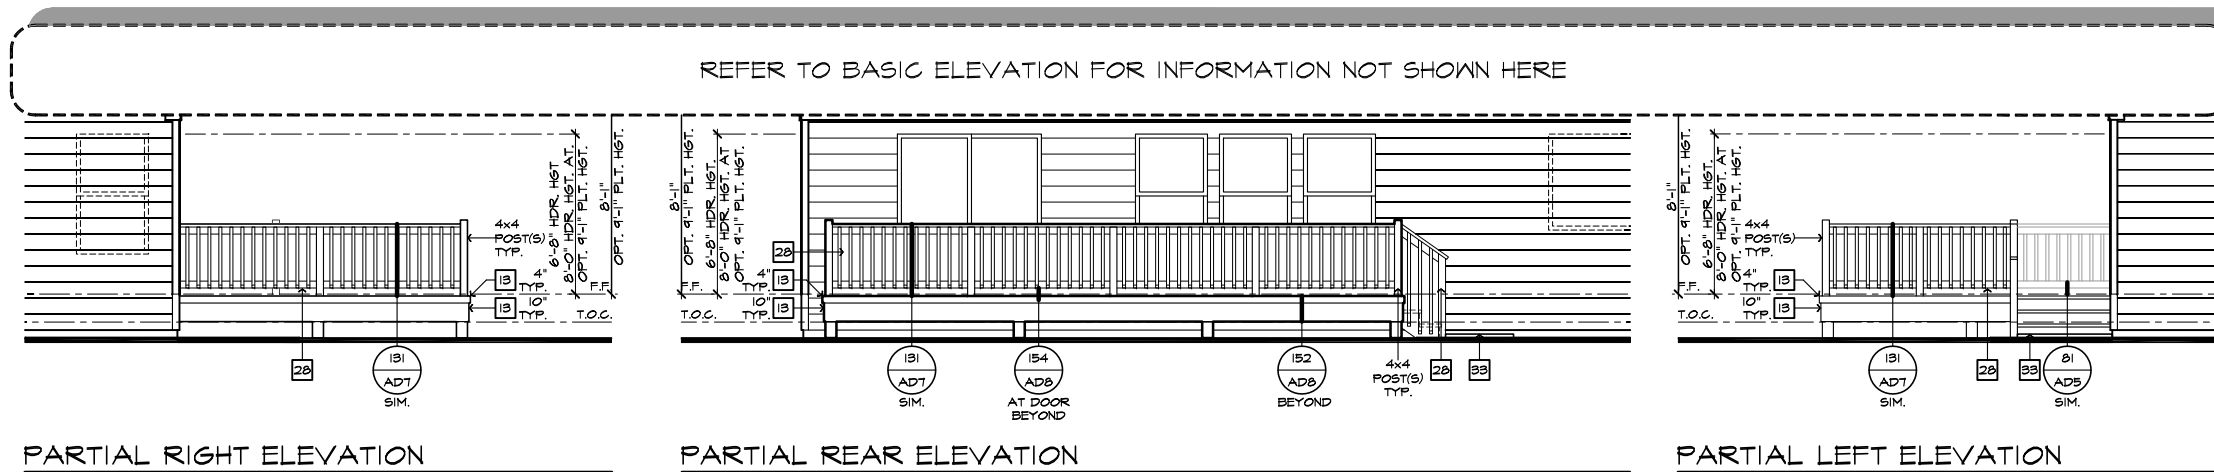 REFER TO BASIC ELEVATION FOR INFORMATION NOT SHOWN HERE
4x4
POST(S)
TYP.
13
4"
TYP.
13
10"
TYP.
6'-8" HDR. HGT
8'-0" HDR. HGT. AT.
OPT. 9'-1" PLT. HGT.
8'-1"
OPT. 9'-1" PLT. HGT.
F.F.
T.O.C.
28
131
AD7
SIM.
PARTIAL RIGHT ELEVATION
8'-1"
OPT. 9'-1" PLT. HGT.
6'-8" HDR. HGT.
8'-0" HDR. HGT. AT
OPT. 9'-1" PLT. HGT.
F.F.
T.O.C.
28
4"
TYP.
13
10"
TYP.
13
131
AD7
SIM.
154
AD8
AT DOOR
BEYOND
152
AD8
BEYOND
4x4
POST(S)
TYP.
28
33
PARTIAL REAR ELEVATION
8'-1"
OPT. 9'-1" PLT. HGT.
6'-8" HDR. HGT.
8'-0" HDR. HGT. AT
OPT. 9'-1" PLT. HGT.
4x4
POST(S)
TYP.
F.F.
T.O.C.
4"
TYP.
13
10"
TYP.
13
131
AD7
SIM.
28
33
81
AD5
SIM.
PARTIAL LEFT ELEVATION